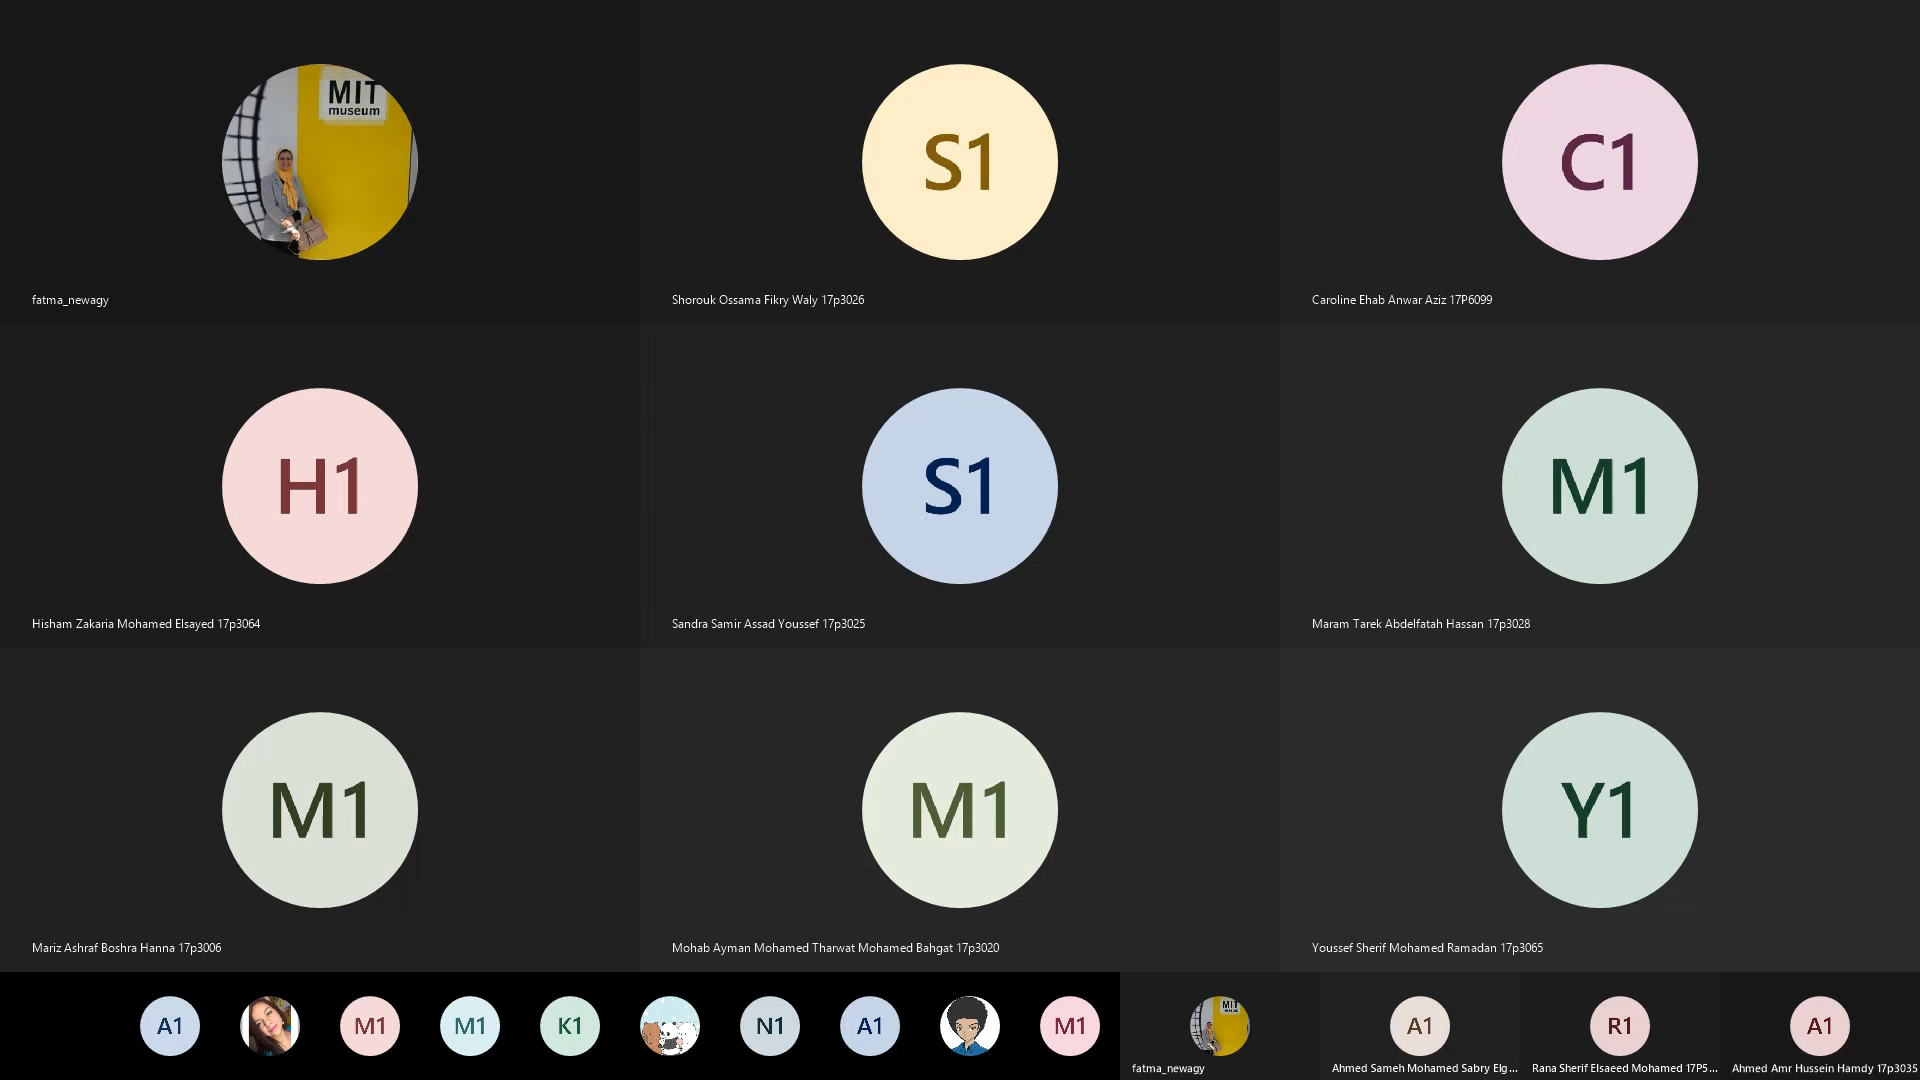 MIT
museum
S1
C1
fatma_newagy
Shorouk Ossama Fikry Waly 17p3026
Caroline Ehab Anwar Aziz 17P6099
H1
S1
M1
Hisham Zakaria Mohamed Elsayed 17p3064
Sandra Samir Assad Youssef 17p3025
Maram Tarek Abdelfatah Hassan 17p3028
M1
M1
Y1
Mariz Ashraf Boshra Hanna 17p3006
Mohab Ayman Mohamed Tharwat Mohamed Bahgat 17p3020
Youssef Sherif Mohamed Ramadan 17p3065
A1
M1
M1
K1
N1
A1
M1
MIT
A1
R1
A1
fatma_newagy
Ahmed Sameh Mohamed Sabry Elg...
Rana Sherif Elsaeed Mohamed 17P5...
Ahmed Amr Hussein Hamdy 17p3035